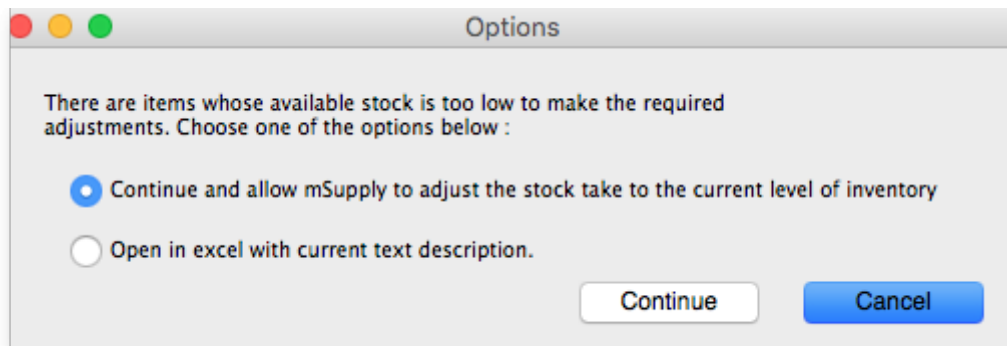 Options
There are items whose available stock is too low to make the required
adjustments. Choose one of the options below :
Continue and allow mSupply to adjust the stock take to the current level of inventory
Open in excel with current text description.
Continue
Cancel